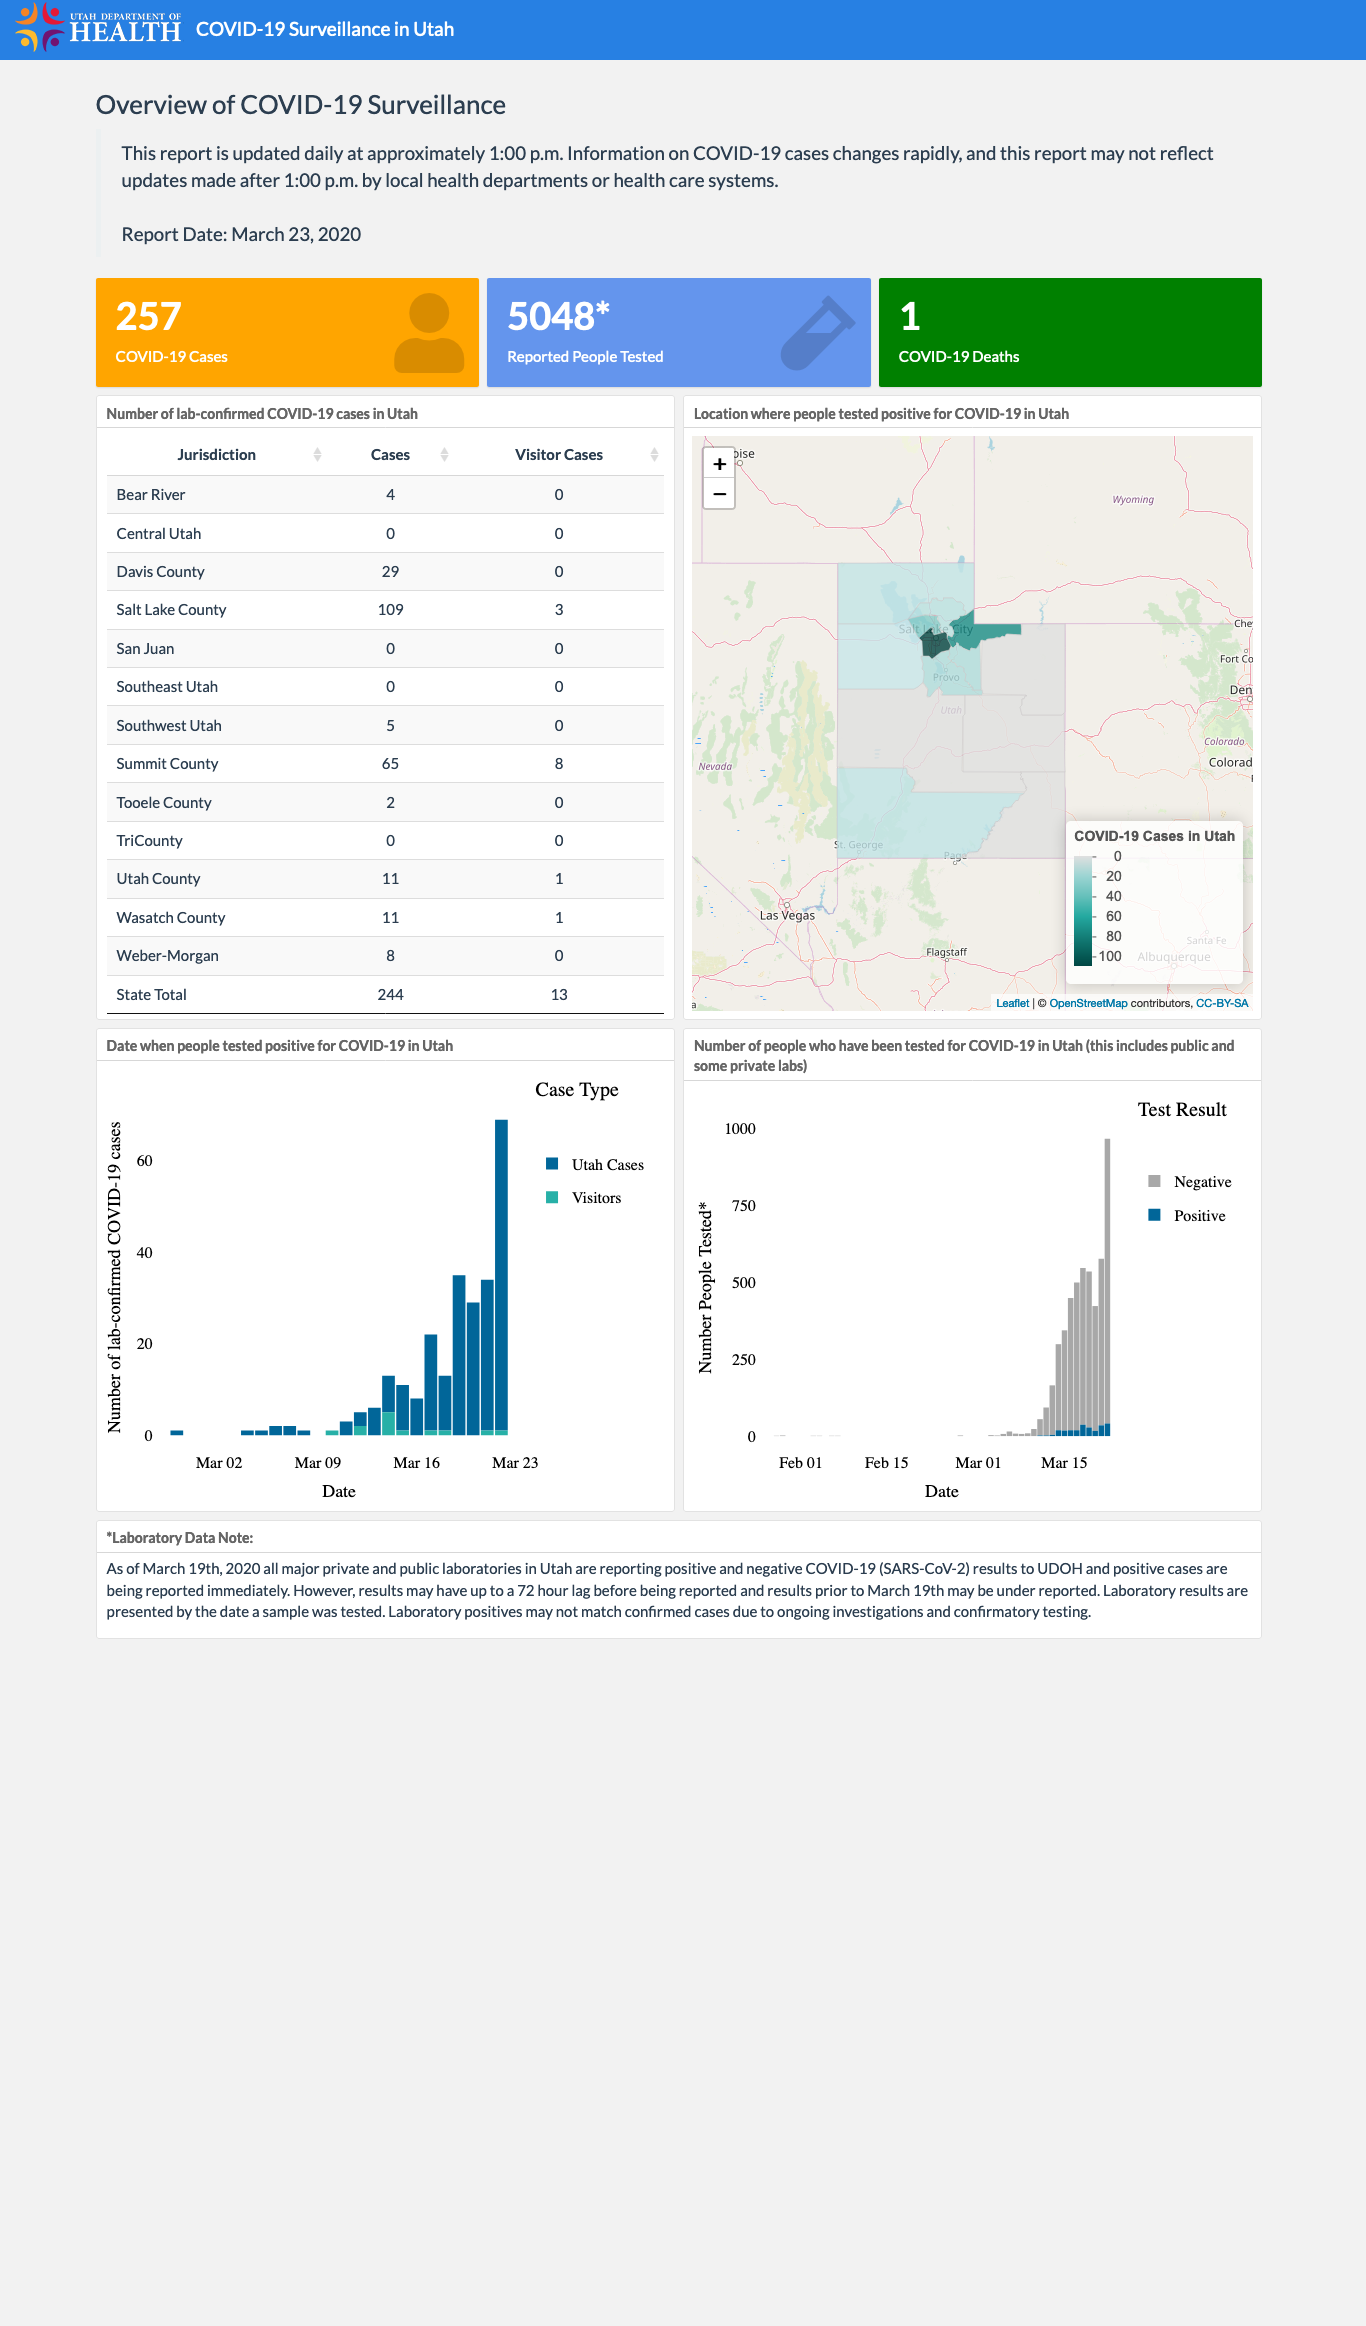 UTAH DEPARTMENT OF
HEALTH
COVID-19 Surveillance in Utah
Overview of COVID-19 Surveillance
This report is updated daily at approximately 1:00 p.m. Information on COVID-19 cases changes rapidly, and this report may not reflect
updates made after 1:00 p.m. by local health departments or health care systems.
Report Date: March 23, 2020
257
COVID-19 Cases
5048*
Reported People Tested
1
COVID-19 Deaths
Number of lab-confirmed COVID-19 cases in Utah
Jurisdiction Cases Visitor Cases
Bear River 4 0
Central Utah 0 0
Davis County 29 0
Salt Lake County 109 3
San Juan 0 0
Southeast Utah 0 0
Southwest Utah 5 0
Summit County 65 8
Tooele County 2 0
TriCounty 0 0
Utah County 11 1
Wasatch County 11 1
Weber-Morgan 8 0
State Total 244 13
Location where people tested positive for COVID-19 in Utah
+
−
oise
Wyoming
Salt Lake City
Che
Fort Co
Provo
Den
Utah
Colorado
Nevada
Colorad
St. George
Page
Las Vegas
Flagstaff
Santa Fe
Albuquerque
a
COVID-19 Cases in Utah
0
20
40
60
80
100
Leaflet | © OpenStreetMap contributors, CC-BY-SA
Date when people tested positive for COVID-19 in Utah
Case Type
Utah Cases
Visitors
Number of lab-confirmed COVID-19 cases
60
40
20
0
Mar 02 Mar 09 Mar 16 Mar 23
Date
Number of people who have been tested for COVID-19 in Utah (this includes public and
some private labs)
Test Result
Negative
Positive
Number People Tested*
1000
750
500
250
0
Feb 01 Feb 15 Mar 01 Mar 15
Date
*Laboratory Data Note:
As of March 19th, 2020 all major private and public laboratories in Utah are reporting positive and negative COVID-19 (SARS-CoV-2) results to UDOH and positive cases are
being reported immediately. However, results may have up to a 72 hour lag before being reported and results prior to March 19th may be under reported. Laboratory results are
presented by the date a sample was tested. Laboratory positives may not match confirmed cases due to ongoing investigations and confirmatory testing.